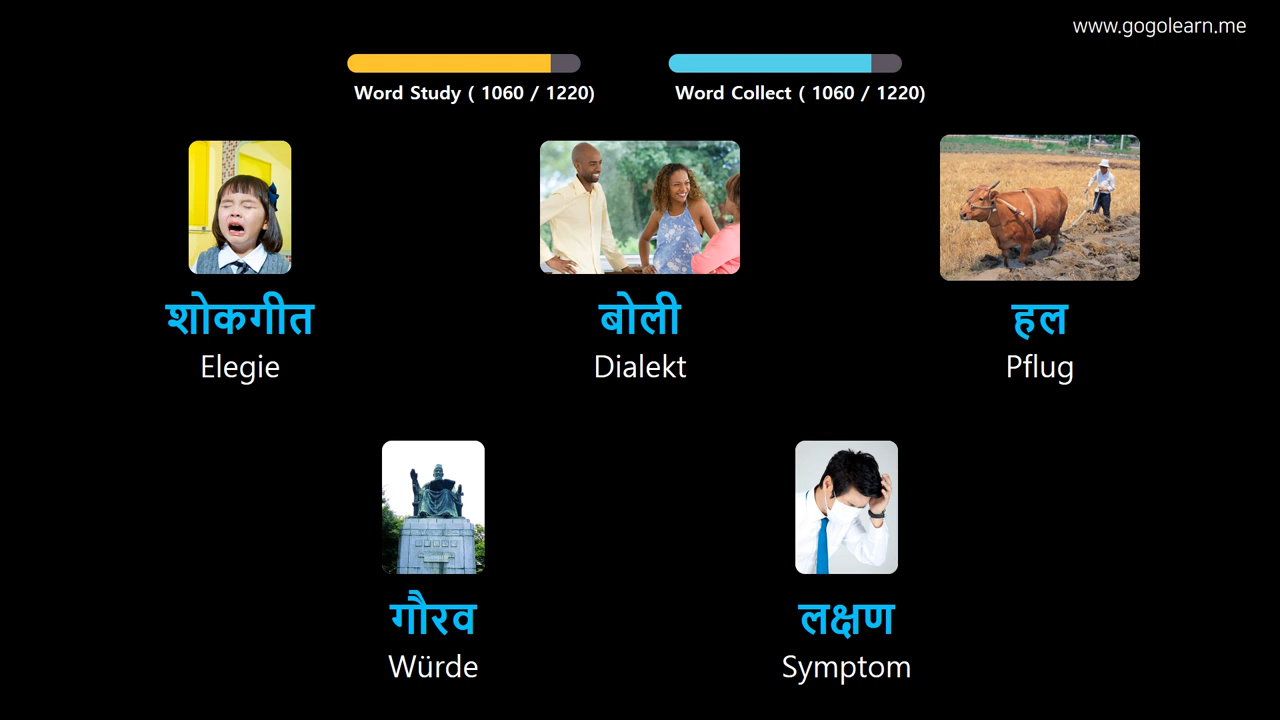 www.gogolearn.me
Word Study ( 1060 / 1220)
Word Collect ( 1060 / 1220)
शोकगीत
Elegie
बोली
Dialekt
हल
Pflug
गौरव
Würde
लक्षण
Symptom